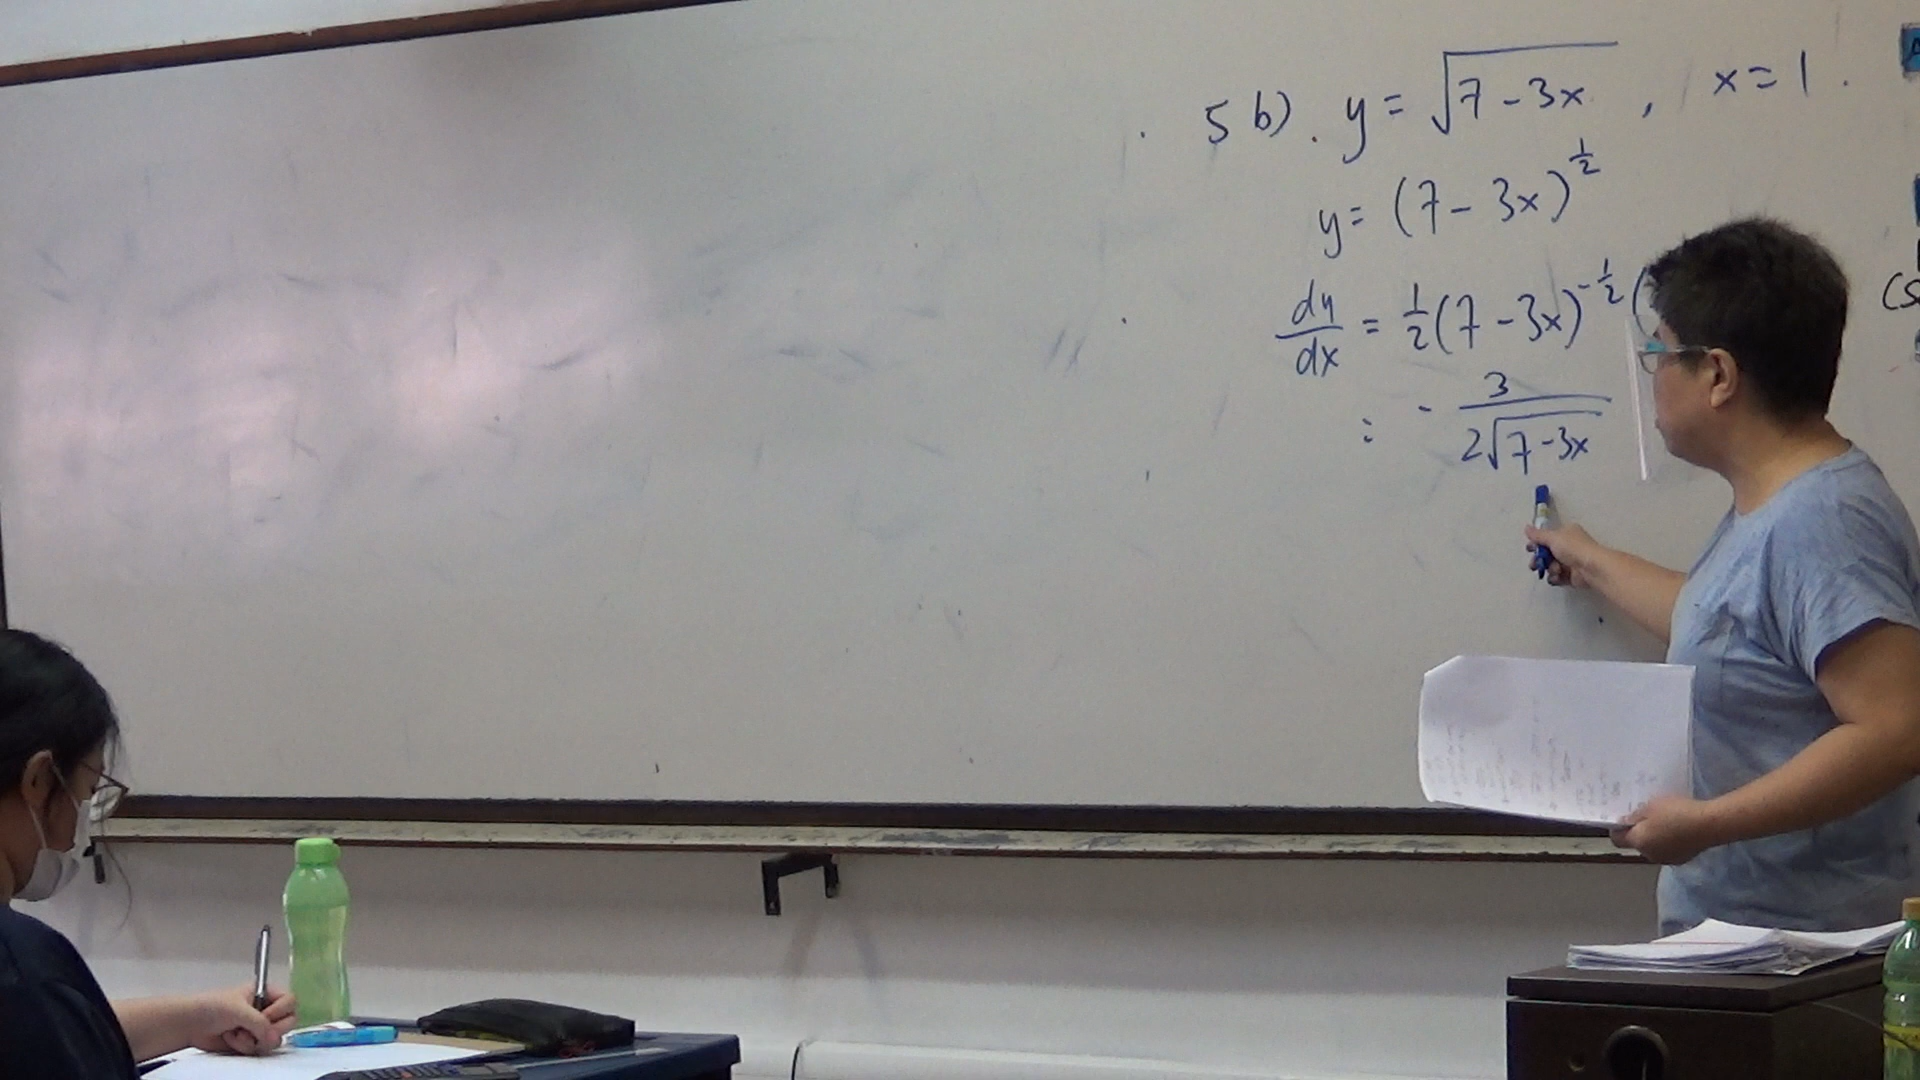 5 b). y = √7 - 3x , x = 1 .
y = (7 - 3x)^½
dy/dx = ½(7 - 3x)^-½ (
= - 3/2√7 - 3x
(S